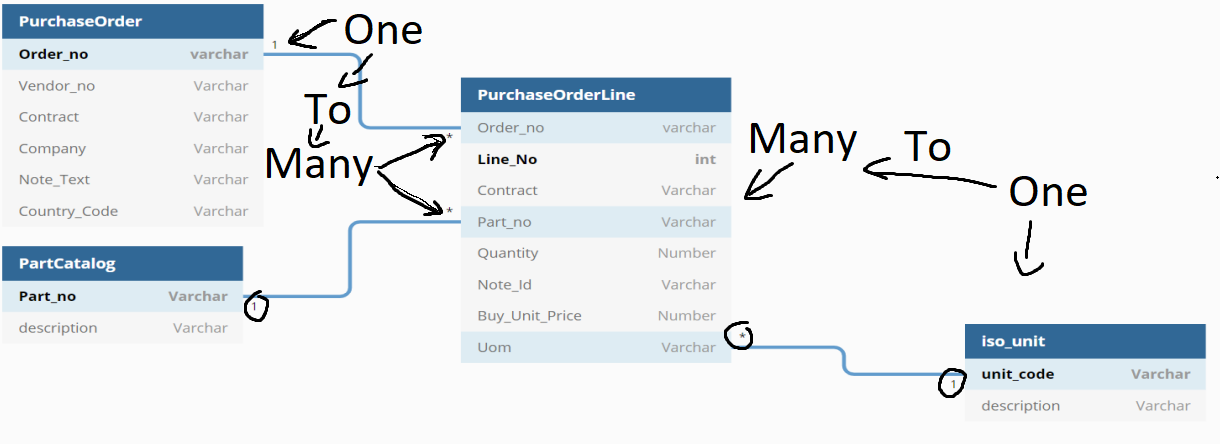 PurchaseOrder
Order_no varchar
Vendor_no Varchar
Contract Varchar
Company Varchar
Note_Text Varchar
Country_Code Varchar
1
One
To
Many
*
*
PartCatalog
Part_no Varchar
description Varchar
1
PurchaseOrderLine
Order_no varchar
Line_No int
Contract Varchar
Part_no Varchar
Quantity Number
Note_Id Varchar
Buy_Unit_Price Number
Uom Varchar
*
Many To
One
1
iso_unit
unit_code Varchar
description Varchar